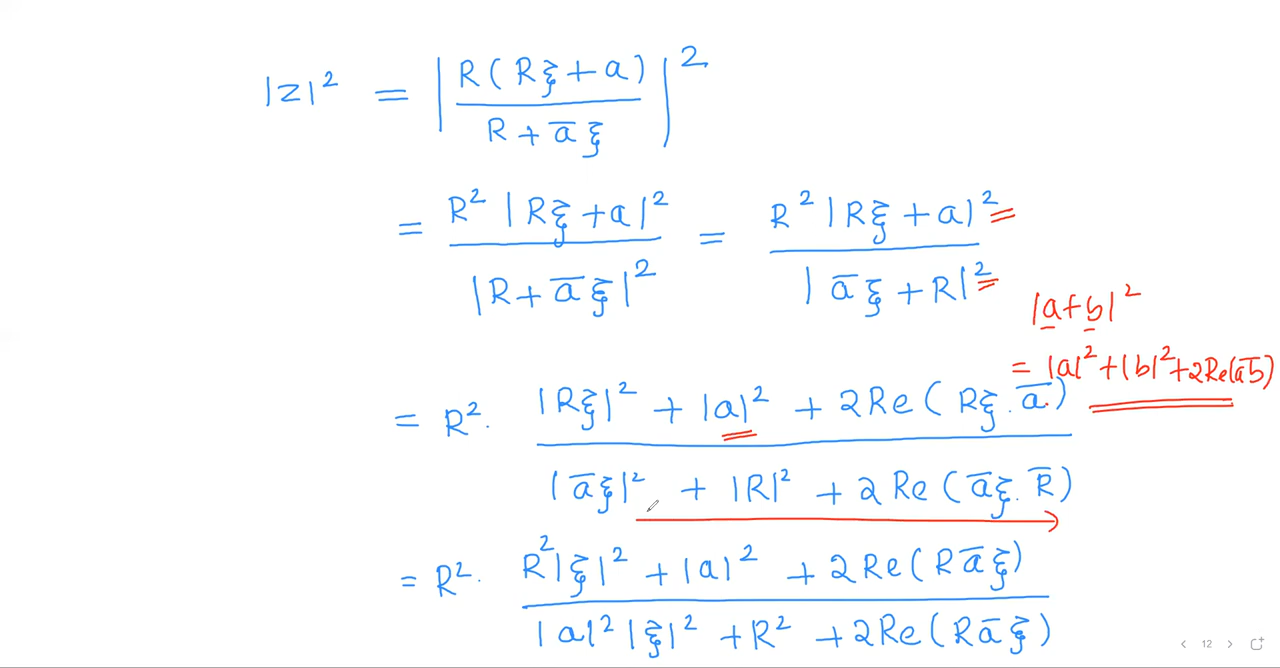 |z|² = |R(Rξ+a) / (R+āξ)|²
= R²|Rξ+a|² / |R+āξ|² = R²|Rξ+a|² / |āξ+R|²
|a+b|²
= |a|²+|b|²+2Re(ab̄)
= R². (|Rξ|² + |a|² + 2Re(Rξ.ā)) / (|āξ|² + |R|² + 2Re(āξ.R̄))
= R². (R²|ξ|² + |a|² + 2Re(Rāξ)) / (|a|²|ξ|² + R² + 2Re(Rāξ))
< 12 >